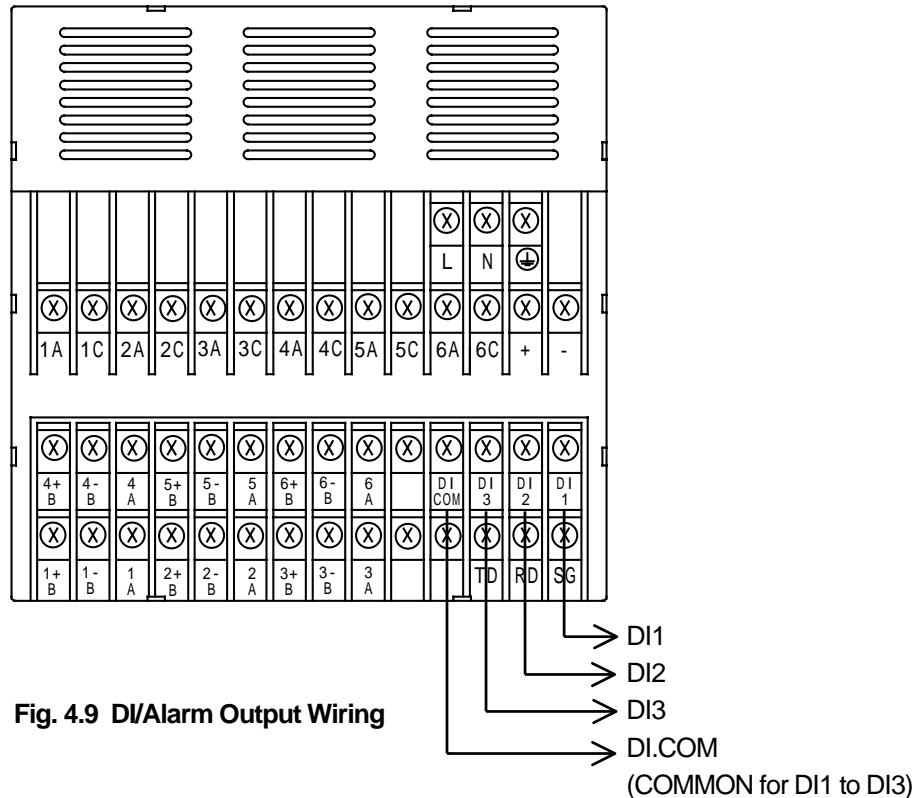 L N
1A 1C 2A 2C 3A 3C 4A 4C 5A 5C 6A 6C + -
4+ 4- 4 5+ 5- 5 6+ 6- 6 DI DI DI DI
B B A B B A B B A COM 3 2 1
1+ 1- 1 2+ 2- 2 3+ 3- 3 TD RD SG
B B A B B A B B A
DI1
DI2
DI3
Fig. 4.9 DI/Alarm Output Wiring
DI.COM
(COMMON for DI1 to DI3)